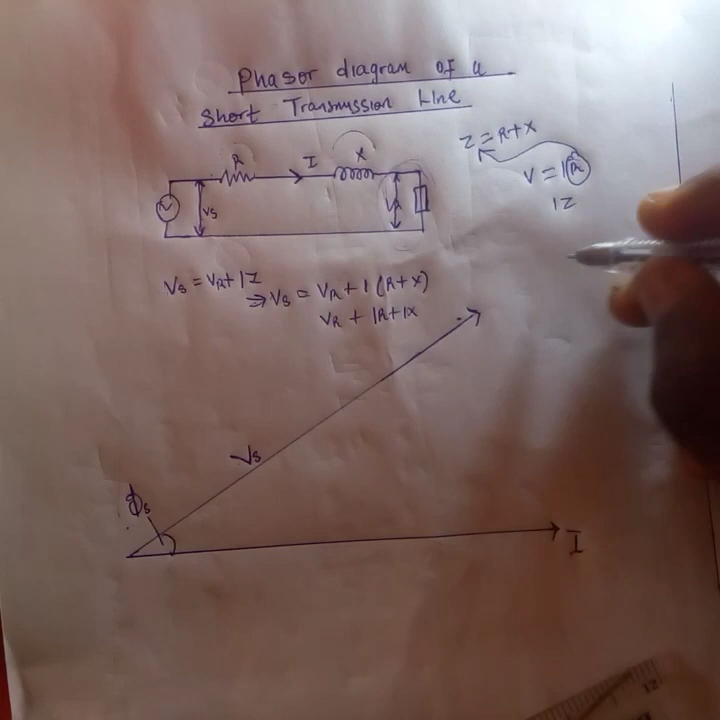 Phasor diagram of a
Short Transmission Line
R I X
Vs VR
Z = R+X
V = IR
IZ
Vs = VR + IZ
⇒ Vs = VR + I (R+X)
VR + IR + IX
Vs
ϕs
I
12